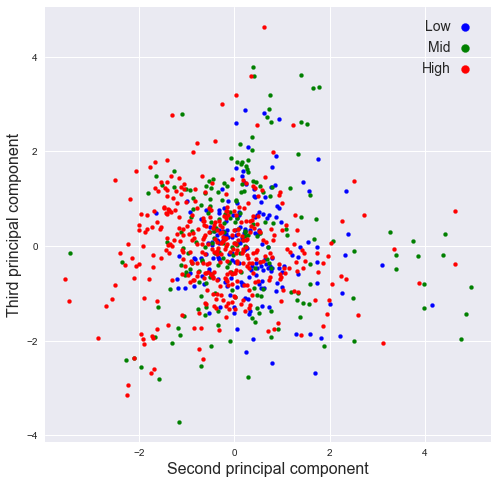 Low
Mid
High
4
2
0
−2
−4
Third principal component
−2
0
2
4
Second principal component